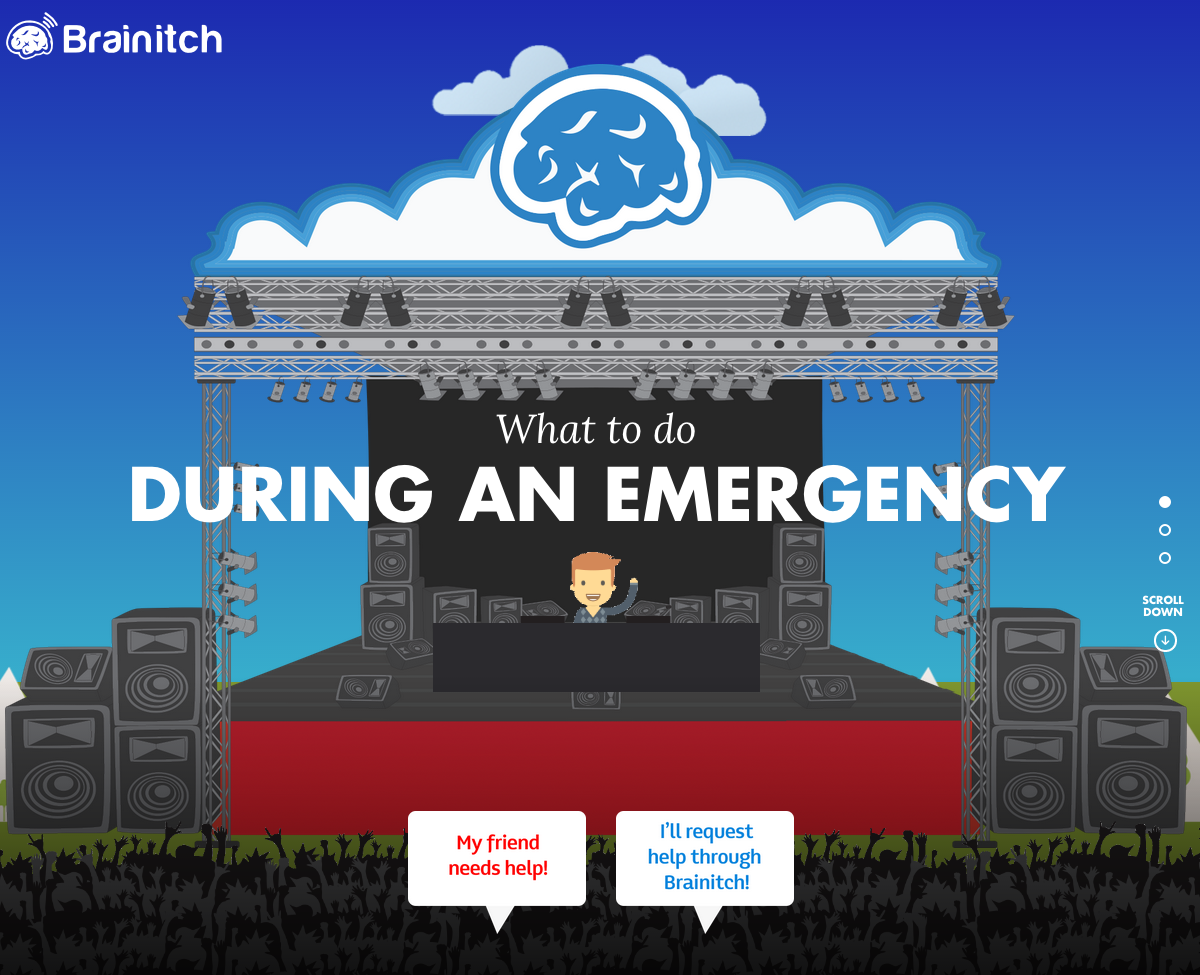 Brainitch
What to do
DURING AN EMERGENCY
SCROLL
DOWN
My friend
needs help!
I'll request
help through
Brainitch!